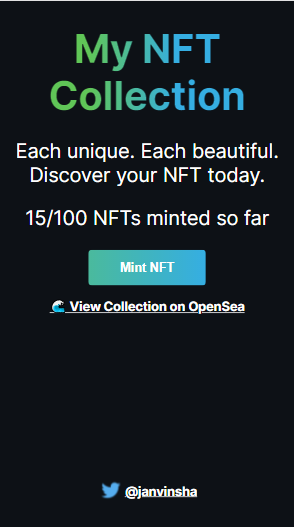 My NFT
Collection
Each unique. Each beautiful.
Discover your NFT today.
15/100 NFTs minted so far
Mint NFT
🌊 View Collection on OpenSea
@janvinsha